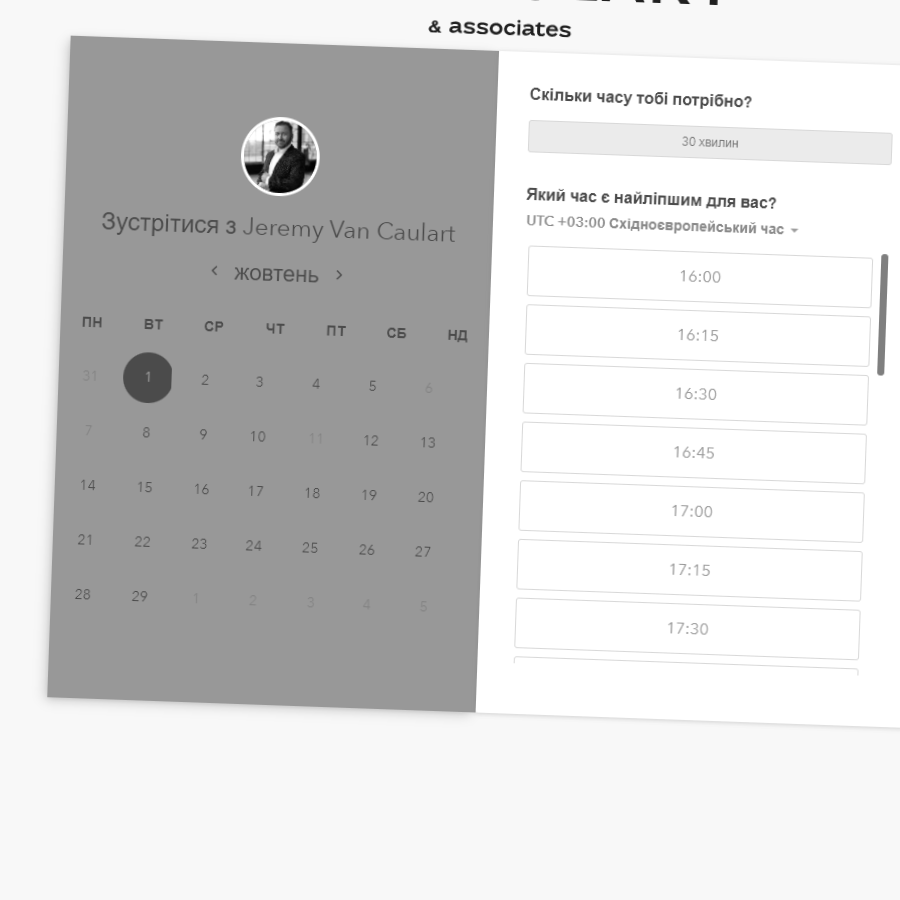 & associates
Зустрітися з Jeremy Van Caulart
жовтень
ПН ВТ СР ЧТ ПТ СБ НД
31 1 2 3 4 5 6
7 8 9 10 11 12 13
14 15 16 17 18 19 20
21 22 23 24 25 26 27
28 29 1 2 3 4 5
Скільки часу тобі потрібно?
30 хвилин
Який час є найліпшим для вас?
UTC +03:00 Східноєвропейський час
16:00
16:15
16:30
16:45
17:00
17:15
17:30